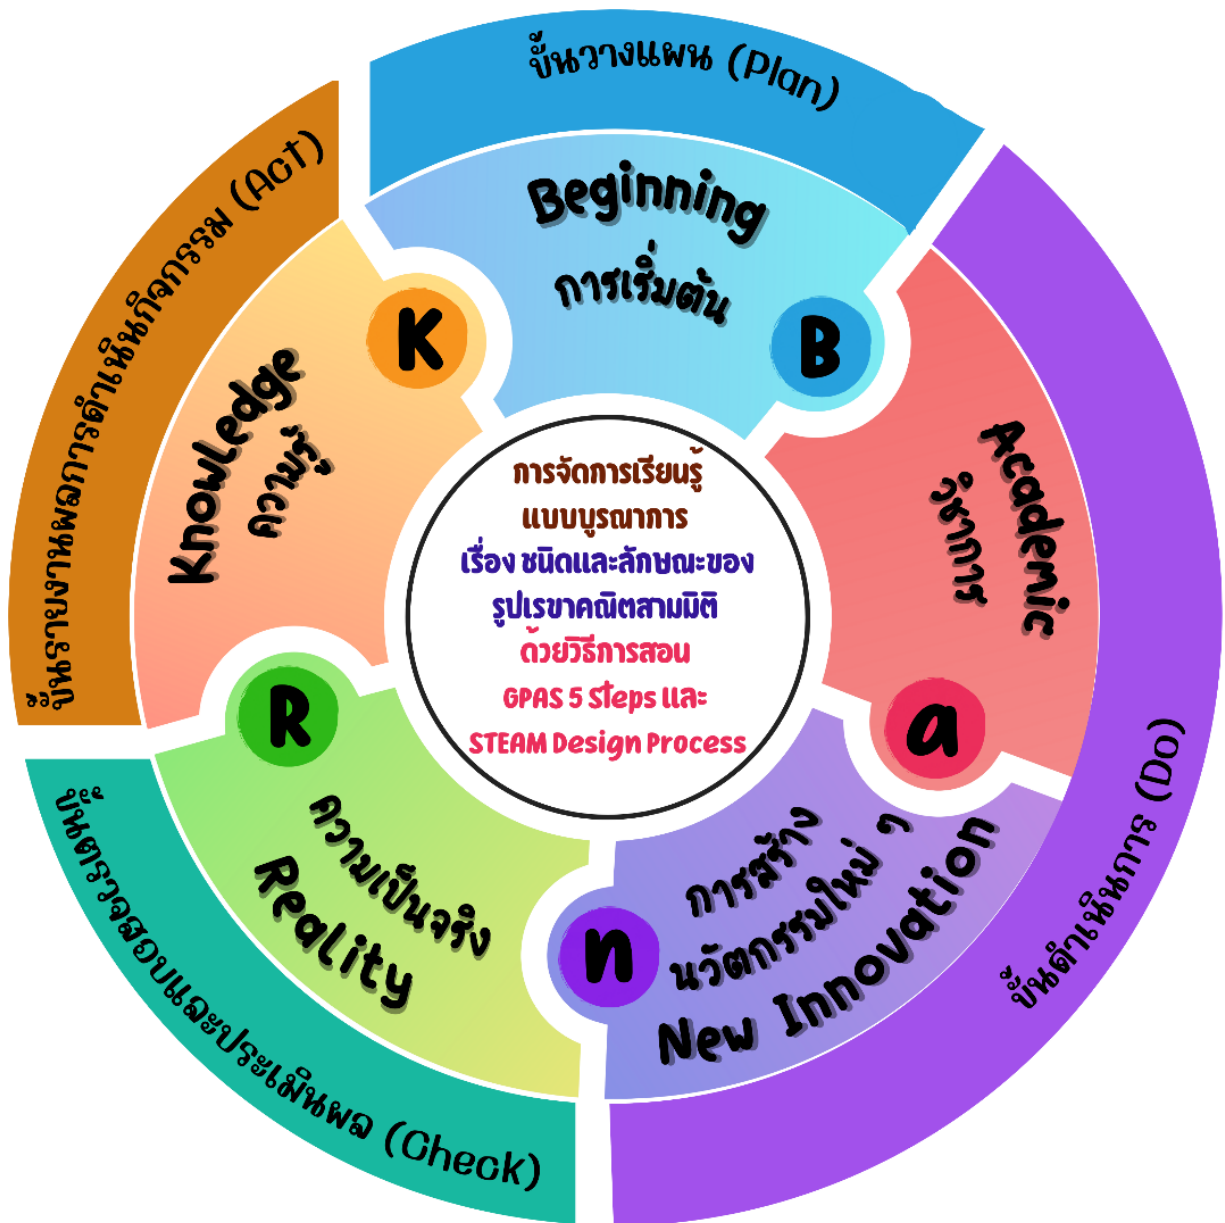 ขั้นวางแผน (Plan)
Beginning
การเริ่มต้น
B
ขั้นดำเนินการ (Do)
Academic
วิชาการ
a
การสร้าง
นวัตกรรมใหม่ ๆ
New Innovation
n
ขั้นตรวจสอบและประเมินผล (Check)
ความเป็นจริง
Reality
R
ขั้นรายงานผลการดำเนินกิจกรรม (Act)
Knowledge
ความรู้
K
การจัดการเรียนรู้
แบบบูรณาการ
เรื่อง ชนิดและลักษณะของ
รูปเรขาคณิตสามมิติ
ด้วยวิธีการสอน
GPAS 5 Steps และ
STEAM Design Process